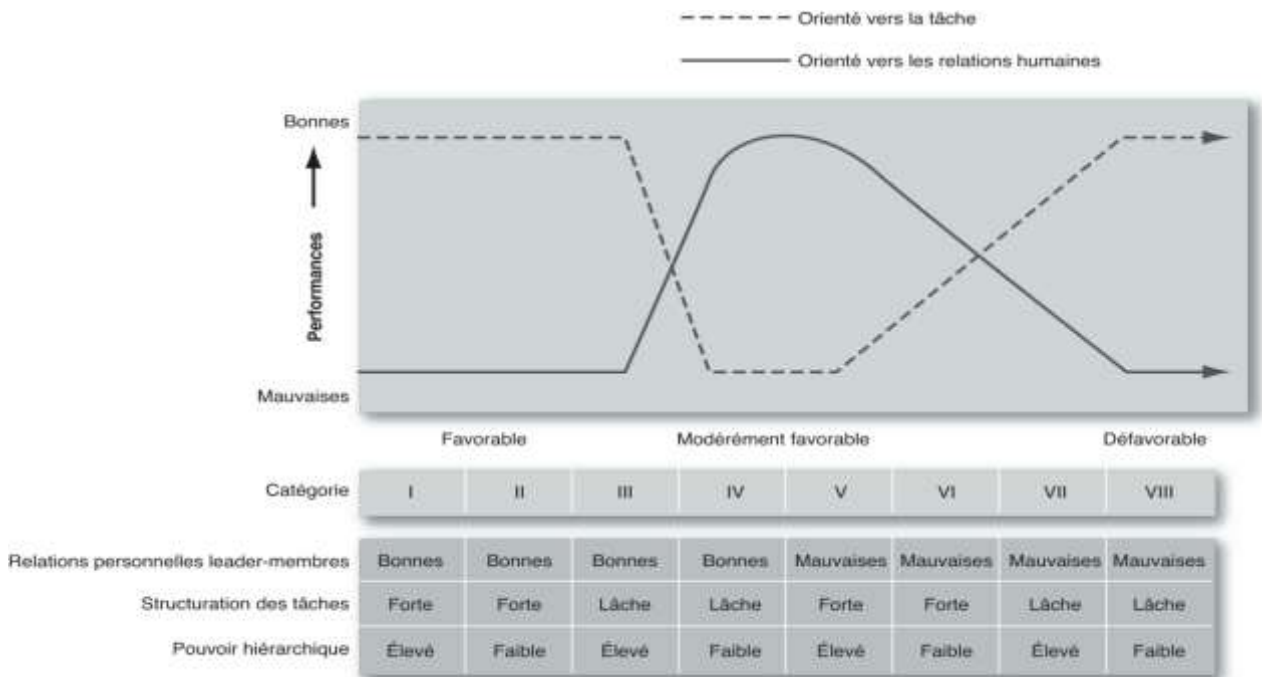 Orienté vers la tâche
Orienté vers les relations humaines
Bonnes
Performances
Mauvaises
Favorable Modérément favorable Défavorable
Catégorie I II III IV V VI VII VIII
Relations personnelles leader-membres Bonnes Bonnes Bonnes Bonnes Mauvaises Mauvaises Mauvaises Mauvaises
Structuration des tâches Forte Forte Lâche Lâche Forte Forte Lâche Lâche
Pouvoir hiérarchique Élevé Faible Élevé Faible Élevé Faible Élevé Faible